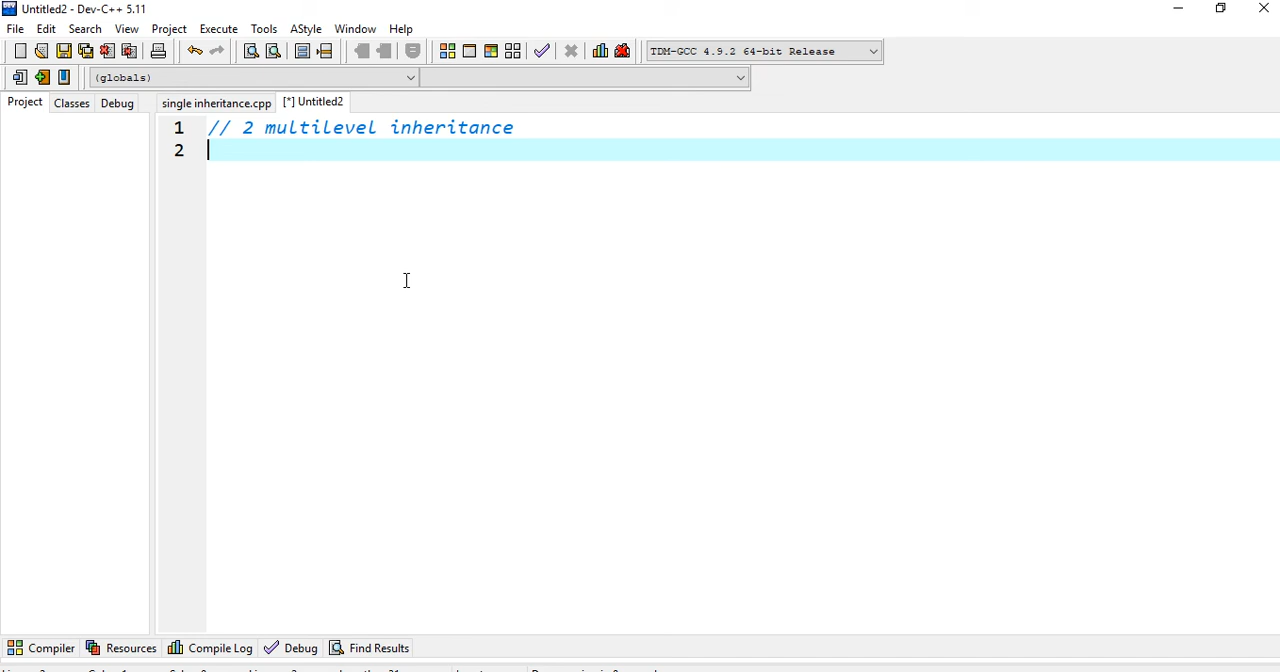 Untitled2 - Dev-C++ 5.11
File Edit Search View Project Execute Tools AStyle Window Help
TDM-GCC 4.9.2 64-bit Release
(globals)
Project Classes Debug single inheritance.cpp [*] Untitled2
1 // 2 multilevel inheritance
2
Compiler Resources Compile Log Debug Find Results